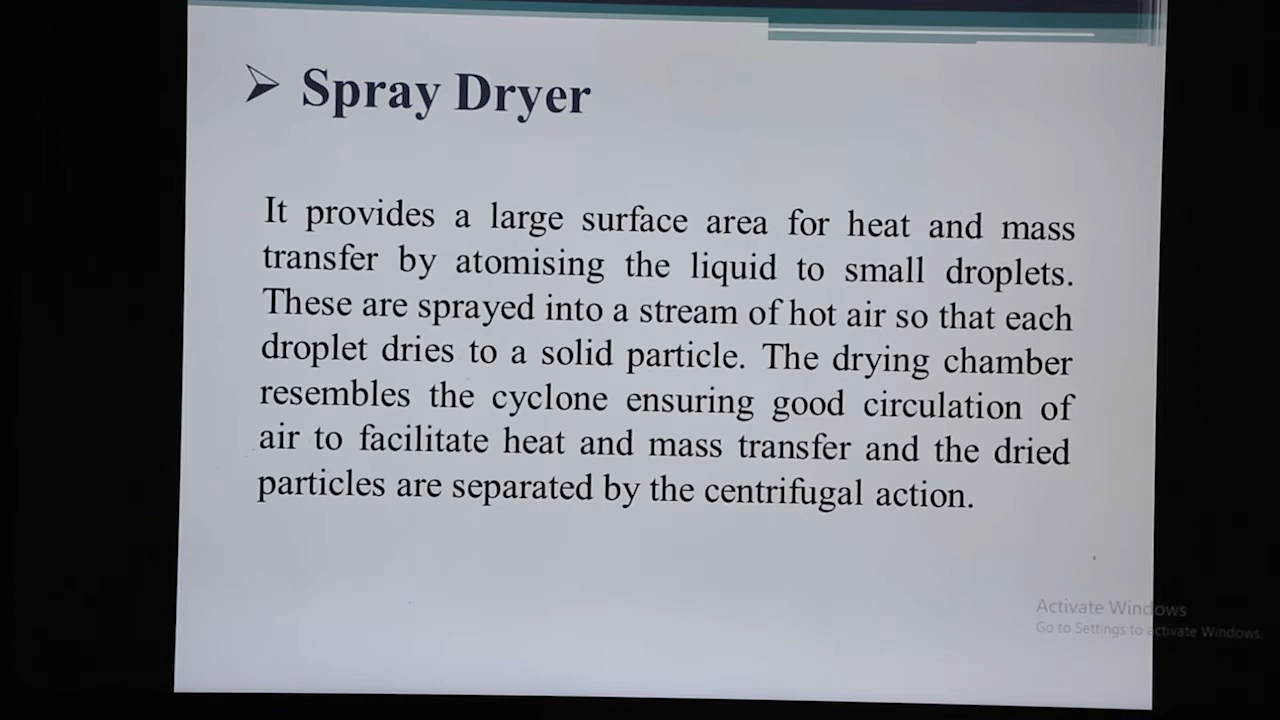 ➢ Spray Dryer
It provides a large surface area for heat and mass
transfer by atomising the liquid to small droplets.
These are sprayed into a stream of hot air so that each
droplet dries to a solid particle. The drying chamber
resembles the cyclone ensuring good circulation of
air to facilitate heat and mass transfer and the dried
particles are separated by the centrifugal action.
Activate Windows
Go to Settings to activate Windows.